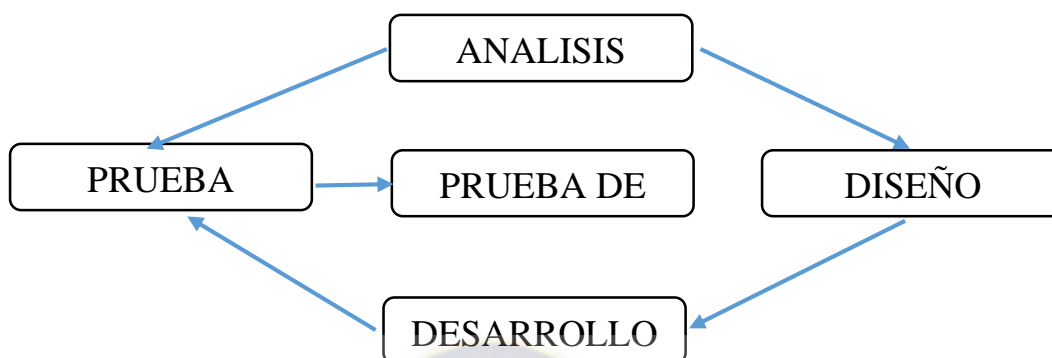 ANALISIS
PRUEBA
PRUEBA DE
DISEÑO
DESARROLLO